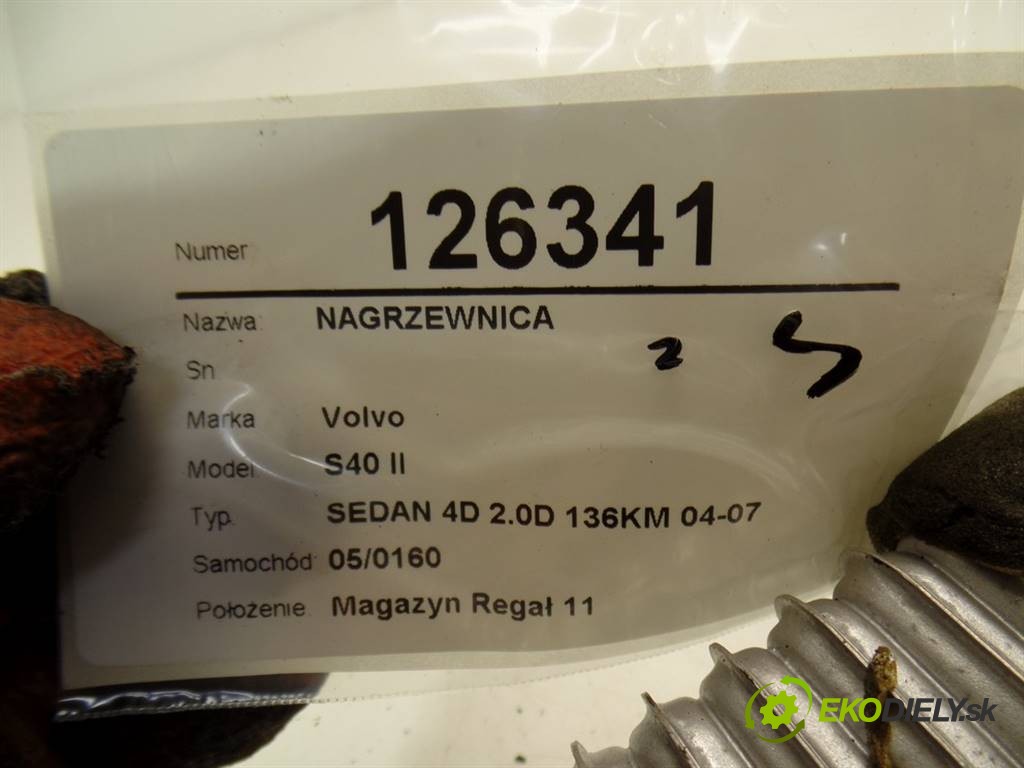 Numer 126341
Nazwa: NAGRZEWNICA
2 S
Sn
Marka Volvo
Model S40 II
Typ. SEDAN 4D 2.0D 136KM 04-07
Samochód 05/0160
Położenie. Magazyn Regał 11
EKODIELY.sk